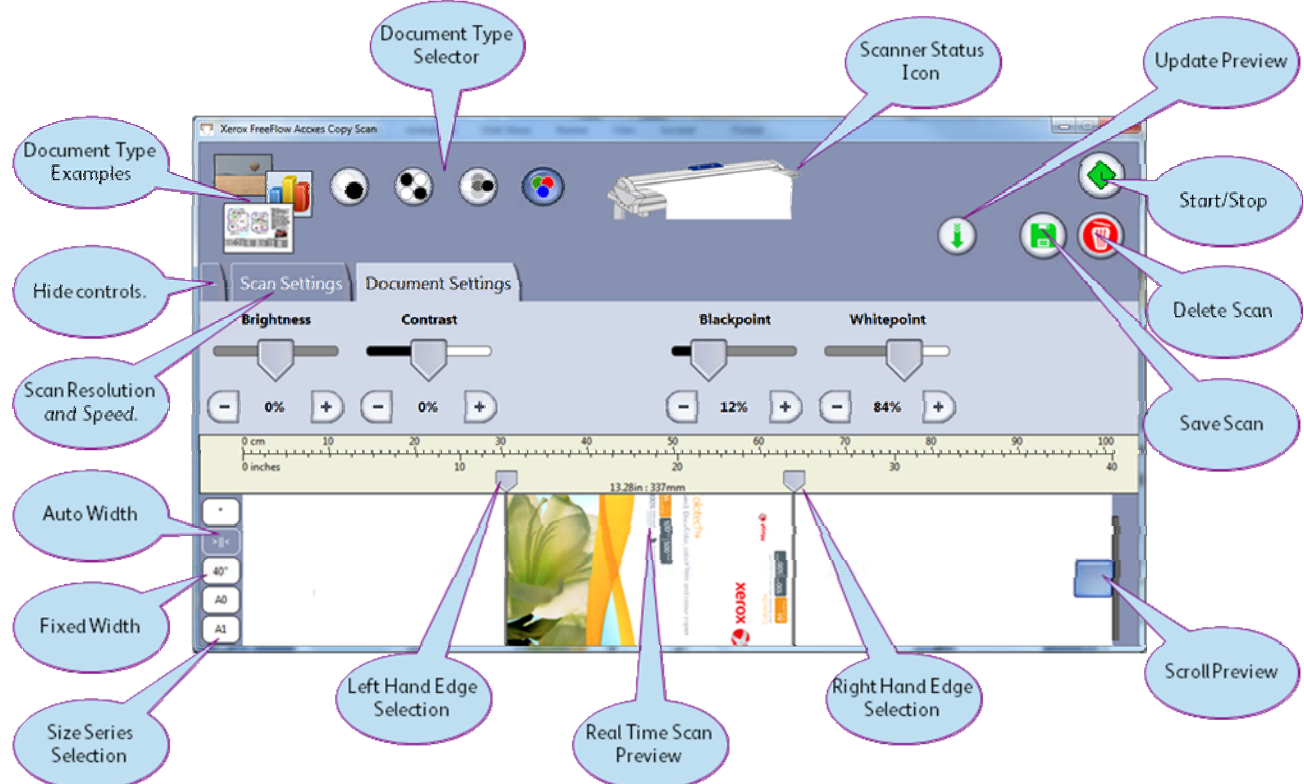 Document Type
Selector
Scanner Status
Icon
Update Preview
Xerox FreeFlow Accxes Copy Scan
Document Type
Examples
Start/Stop
Hide controls.
Scan Settings
Document Settings
Delete Scan
Brightness
Contrast
Blackpoint
Whitepoint
Scan Resolution
and Speed.
- 0% +
- 0% +
- 12% +
- 84% +
Save Scan
0 cm 10 20 30 40 50 60 70 80 90 100
0 inches 10 20 30 40
13.28in : 337mm
Auto Width
*
>||<
40"
A0
A1
Fixed Width
xerox
Left Hand Edge
Selection
Right Hand Edge
Selection
Scroll Preview
Size Series
Selection
Real Time Scan
Preview